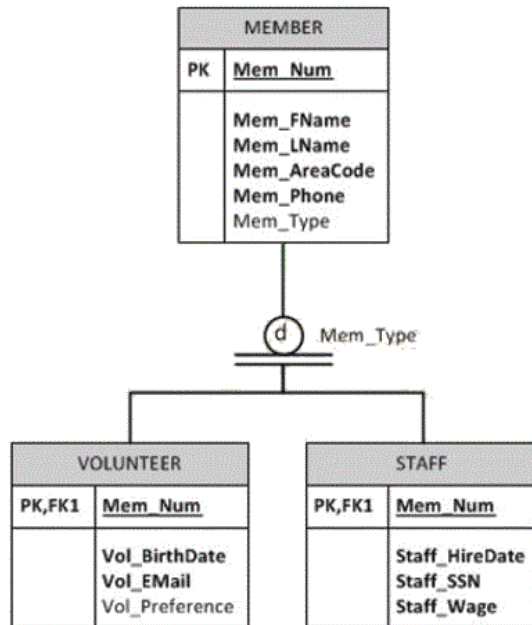 MEMBER
PK Mem_Num
Mem_FName
Mem_LName
Mem_AreaCode
Mem_Phone
Mem_Type
d Mem_Type
VOLUNTEER
PK,FK1 Mem_Num
Vol_BirthDate
Vol_EMail
Vol_Preference
STAFF
PK,FK1 Mem_Num
Staff_HireDate
Staff_SSN
Staff_Wage